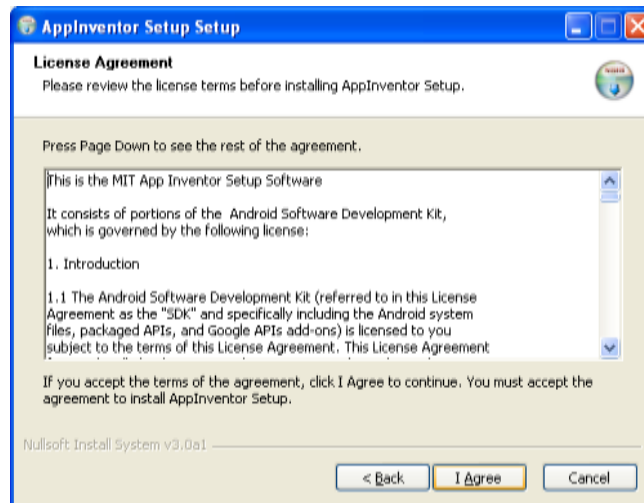 AppInventor Setup Setup
License Agreement
Please review the license terms before installing AppInventor Setup.
Press Page Down to see the rest of the agreement.
This is the MIT App Inventor Setup Software
It consists of portions of the Android Software Development Kit,
which is governed by the following license:
1. Introduction
1.1 The Android Software Development Kit (referred to in this License
Agreement as the "SDK" and specifically including the Android system
files, packaged APIs, and Google APIs add-ons) is licensed to you
subject to the terms of this License Agreement. This License Agreement
If you accept the terms of the agreement, click I Agree to continue. You must accept the
agreement to install AppInventor Setup.
Nullsoft Install System v3.0a1
< Back I Agree Cancel